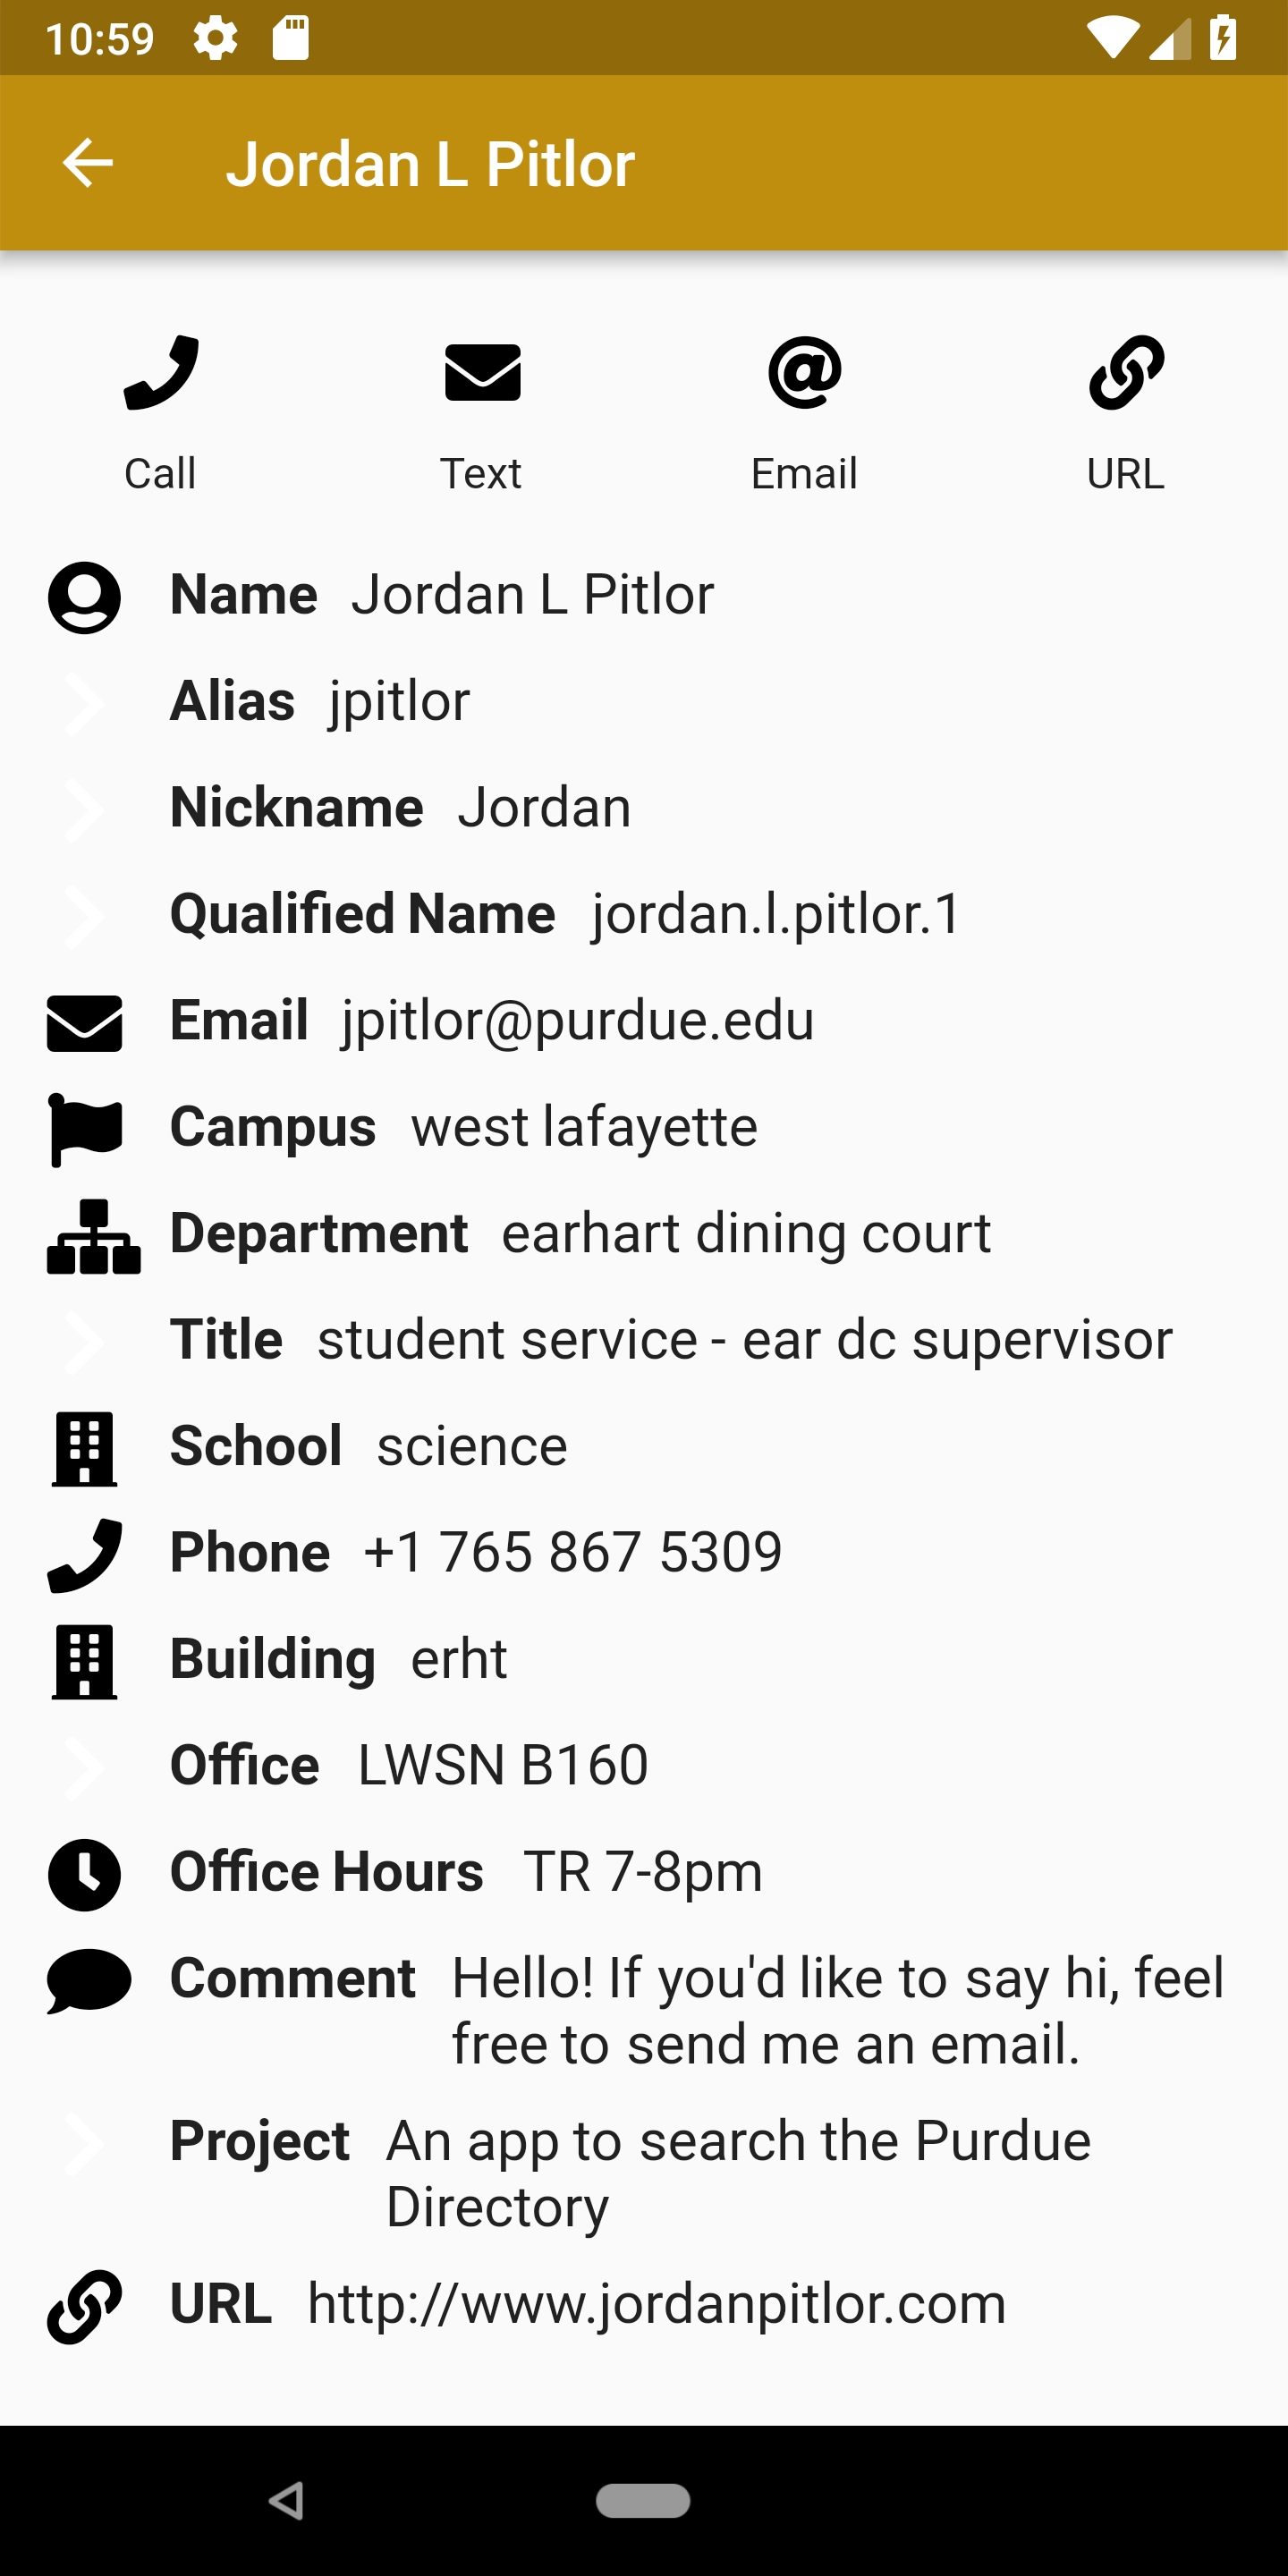 10:59
Jordan L Pitlor
Call Text Email URL
Name Jordan L Pitlor
Alias jpitlor
Nickname Jordan
Qualified Name jordan.l.pitlor.1
Email jpitlor@purdue.edu
Campus west lafayette
Department earhart dining court
Title student service - ear dc supervisor
School science
Phone +1 765 867 5309
Building erht
Office LWSN B160
Office Hours TR 7-8pm
Comment Hello! If you'd like to say hi, feel
free to send me an email.
Project An app to search the Purdue
Directory
URL http://www.jordanpitlor.com